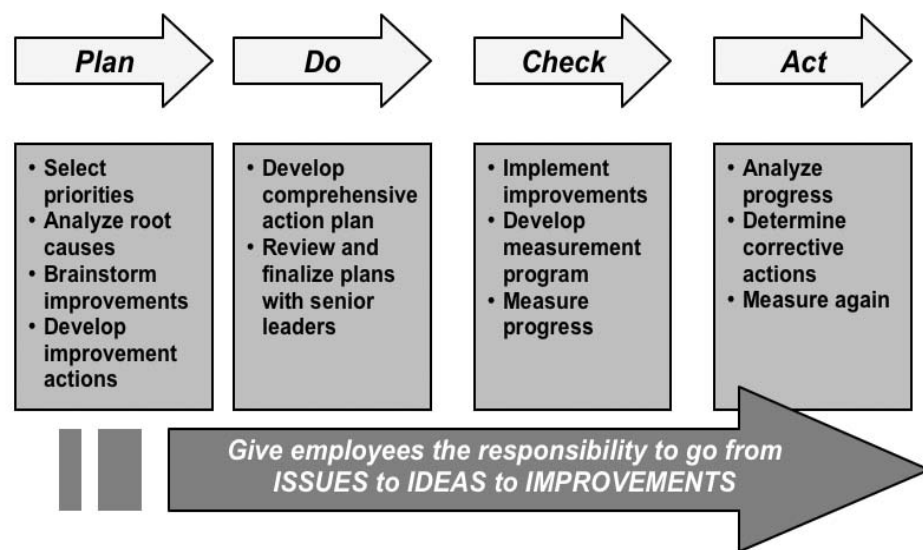 Plan
Do
Check
Act
• Select
priorities
• Analyze root
causes
• Brainstorm
improvements
• Develop
improvement
actions
• Develop
comprehensive
action plan
• Review and
finalize plans
with senior
leaders
• Implement
improvements
• Develop
measurement
program
• Measure
progress
• Analyze
progress
• Determine
corrective
actions
• Measure again
Give employees the responsibility to go from
ISSUES to IDEAS to IMPROVEMENTS